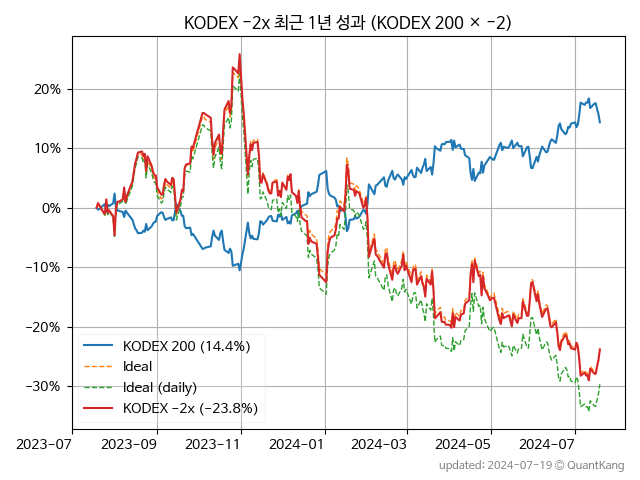 KODEX −2x 최근 1년 성과 (KODEX 200 × −2)
20%
10%
0%
−10%
−20%
−30%
KODEX 200 (14.4%)
Ideal
Ideal (daily)
KODEX −2x (−23.8%)
2023-07 2023-09 2023-11 2024-01 2024-03 2024-05 2024-07
updated: 2024-07-19 © QuantKang